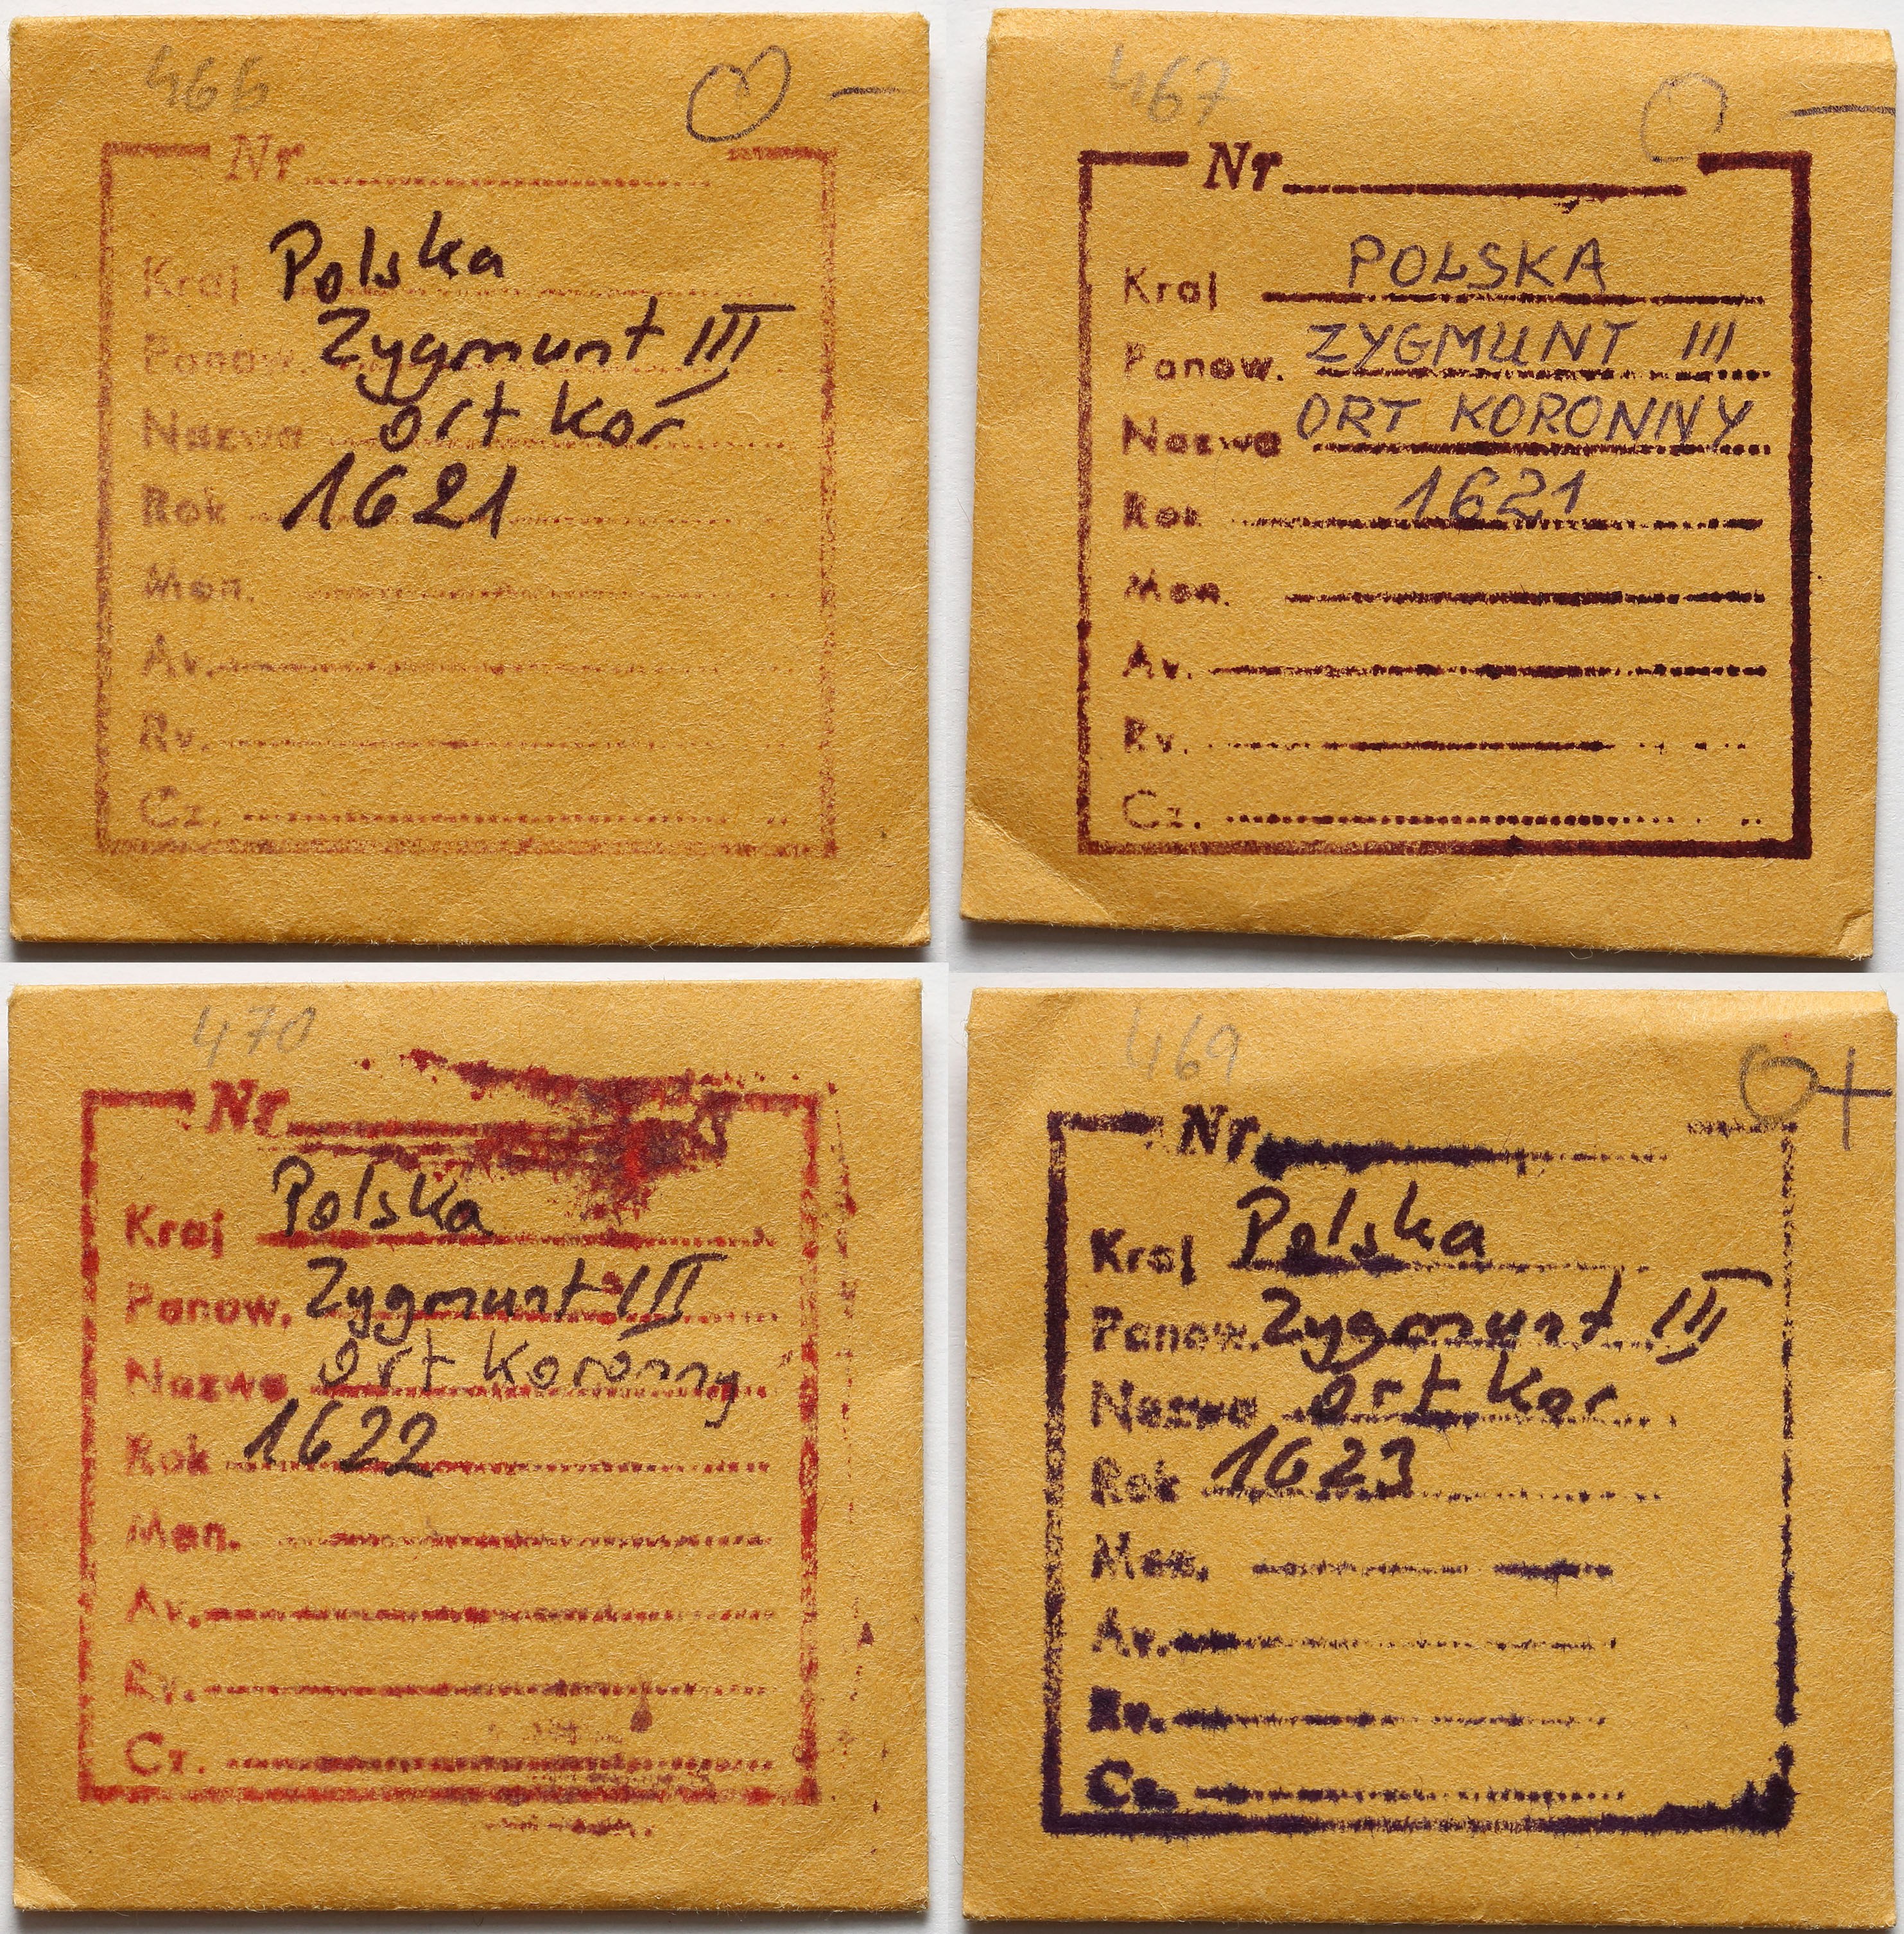 466
Nr
Kraj Polska
Panow. Zygmunt III
Nazwa ort kor
Rok 1621
Men.
Av.
Rv.
Cz.
467
Nr
Kraj POLSKA
Panow. ZYGMUNT III
Nazwa ORT KORONNY
Rok 1621
Men.
Av.
Rv.
Cz.
470
Nr
Kraj Polska
Panow. Zygmunt III
Nazwa ort Koronny
Rok 1622
Men.
Av.
Rv.
Cz.
469
Nr
Kraj Polska
Panow. Zygmunt III
Nazwa ort kor
Rok 1623
Men.
Av.
Rv.
Cz.